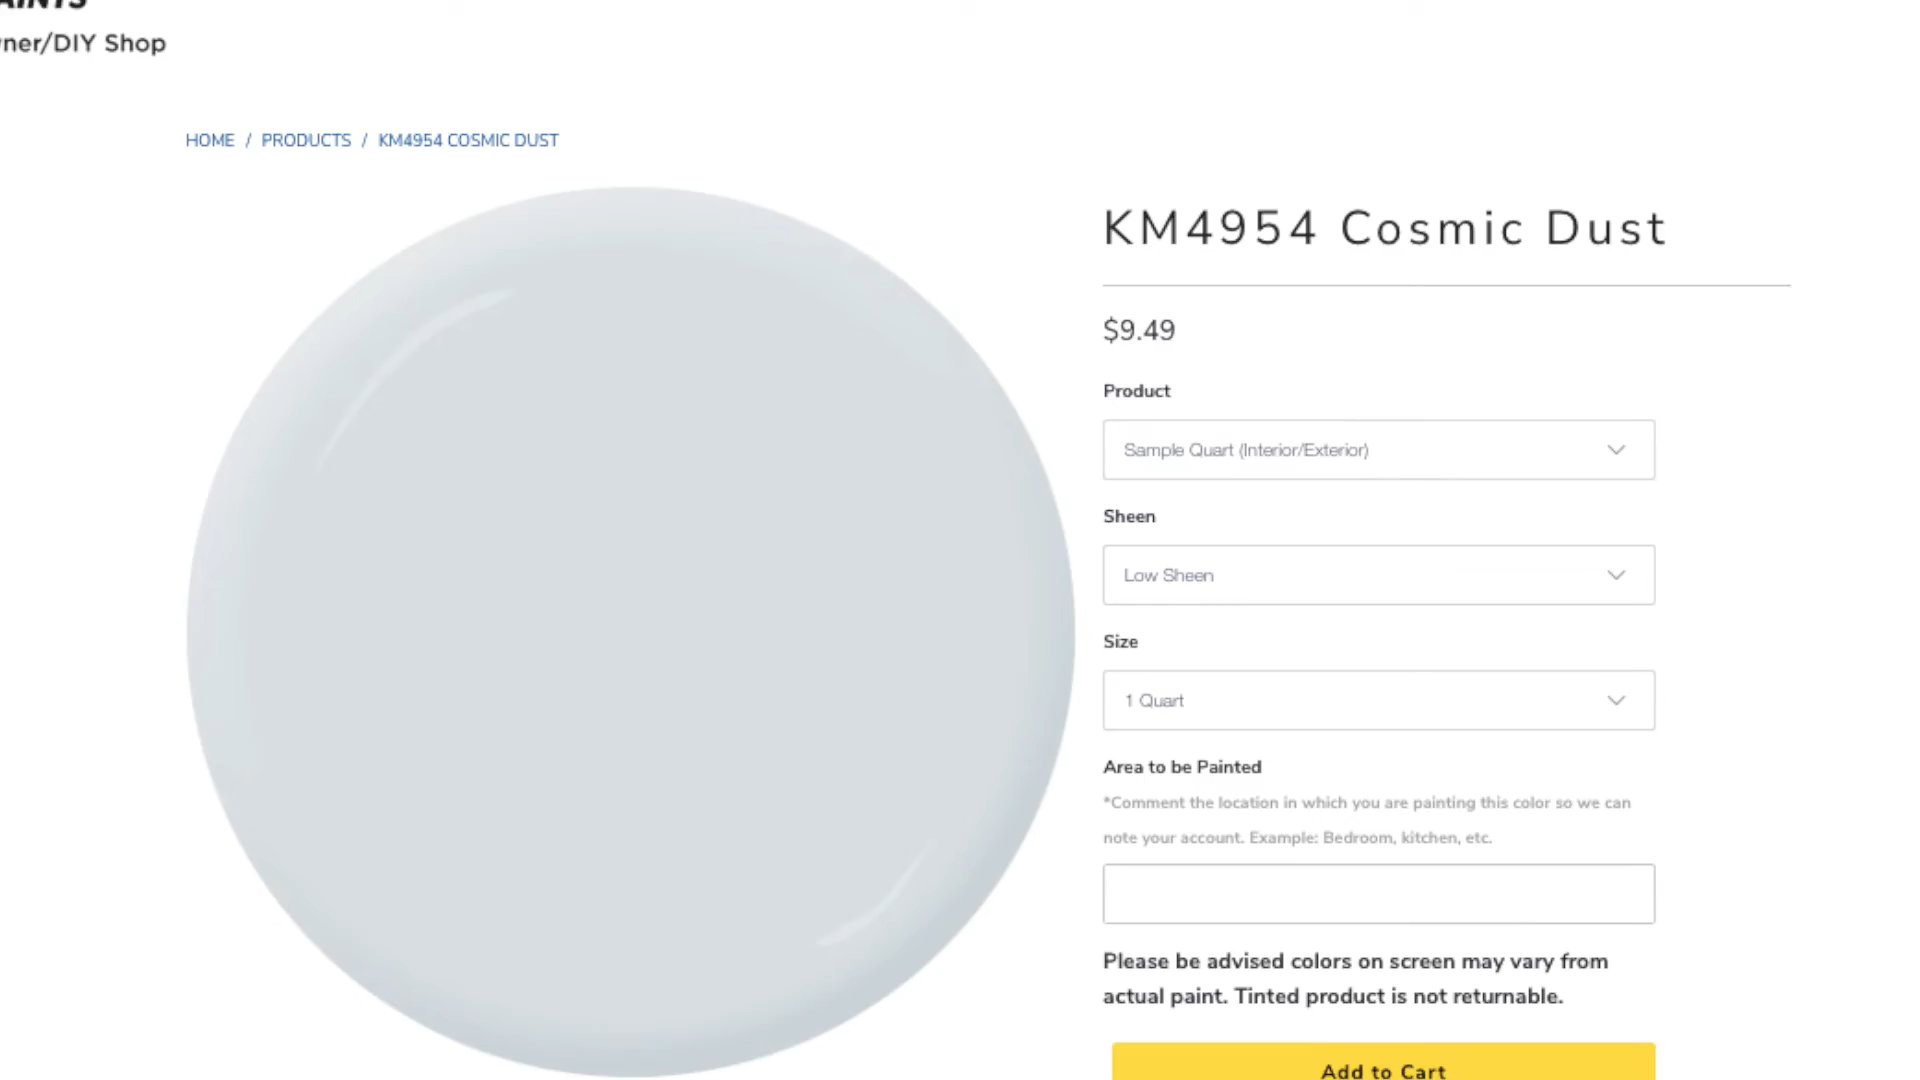 Shop
HOME / PRODUCTS / KM4954 COSMIC DUST
KM4954 Cosmic Dust
$9.49
Product
Sample Quart (Interior/Exterior)
Sheen
Low Sheen
Size
1 Quart
Area to be Painted
*Comment the location in which you are painting this color so we can
note your account. Example: Bedroom, kitchen, etc.
Please be advised colors on screen may vary from
actual paint. Tinted product is not returnable.
Add to Cart